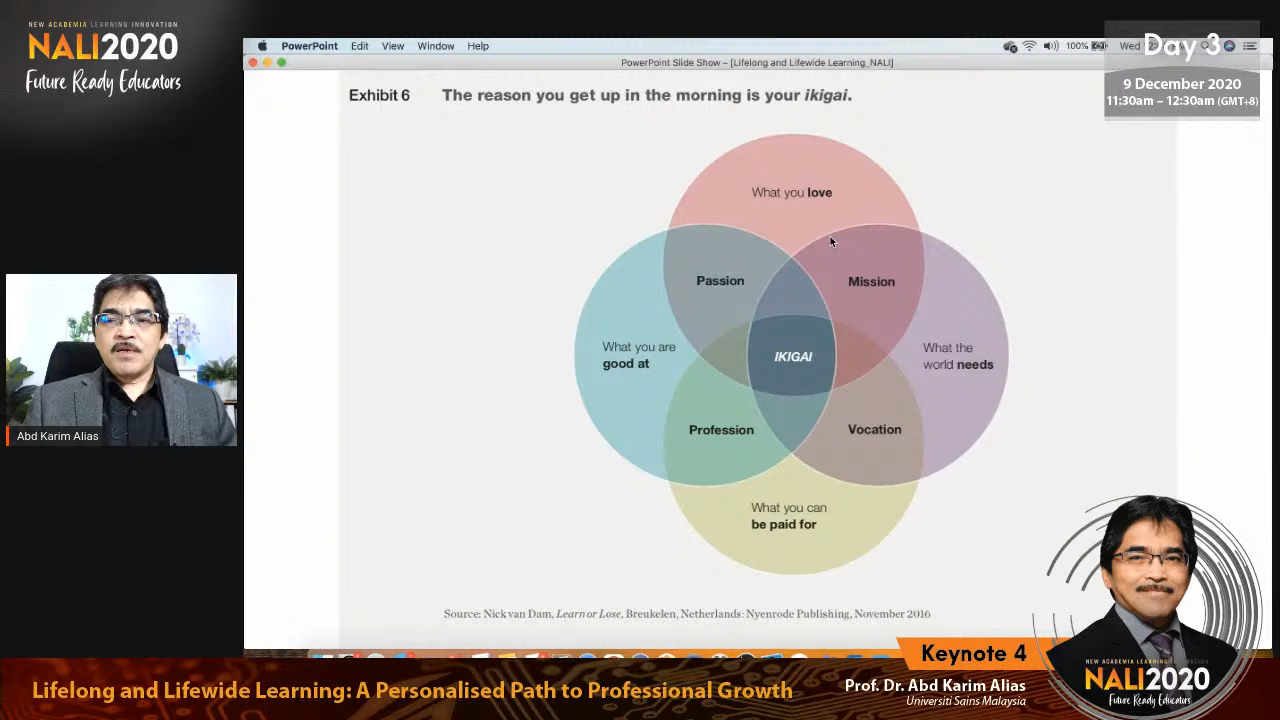 NEW ACADEMIA LEARNING INNOVATION
NALI2020
Future Ready Educators
PowerPoint Edit View Window Help
100%
Wed
PowerPoint Slide Show – [Lifelong and Lifewide Learning_NALI]
Day 3
9 December 2020
11:30am – 12:30am (GMT+8)
Exhibit 6 The reason you get up in the morning is your ikigai.
What you love
Passion
Mission
What you are
good at
IKIGAI
What the
world needs
Profession
Vocation
What you can
be paid for
Source: Nick van Dam, Learn or Lose, Breukelen, Netherlands: Nyenrode Publishing, November 2016
Abd Karim Alias
Keynote 4
Lifelong and Lifewide Learning: A Personalised Path to Professional Growth
Prof. Dr. Abd Karim Alias
Universiti Sains Malaysia
NEW ACADEMIA LEARNING INNOVATION
NALI2020
Future Ready Educators